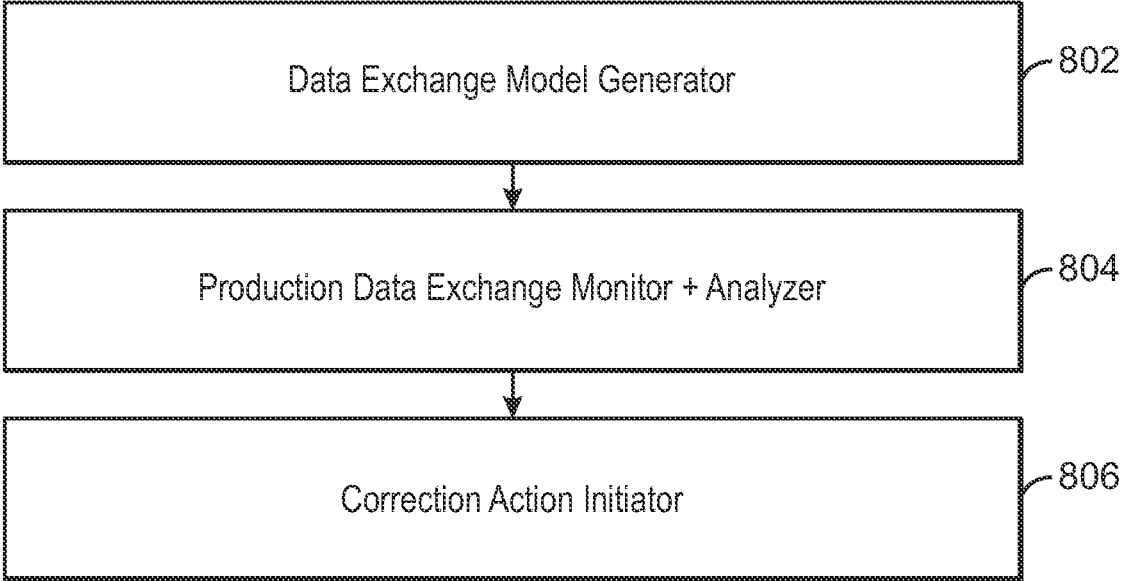 Data Exchange Model Generator
802
Production Data Exchange Monitor + Analyzer
804
Correction Action Initiator
806